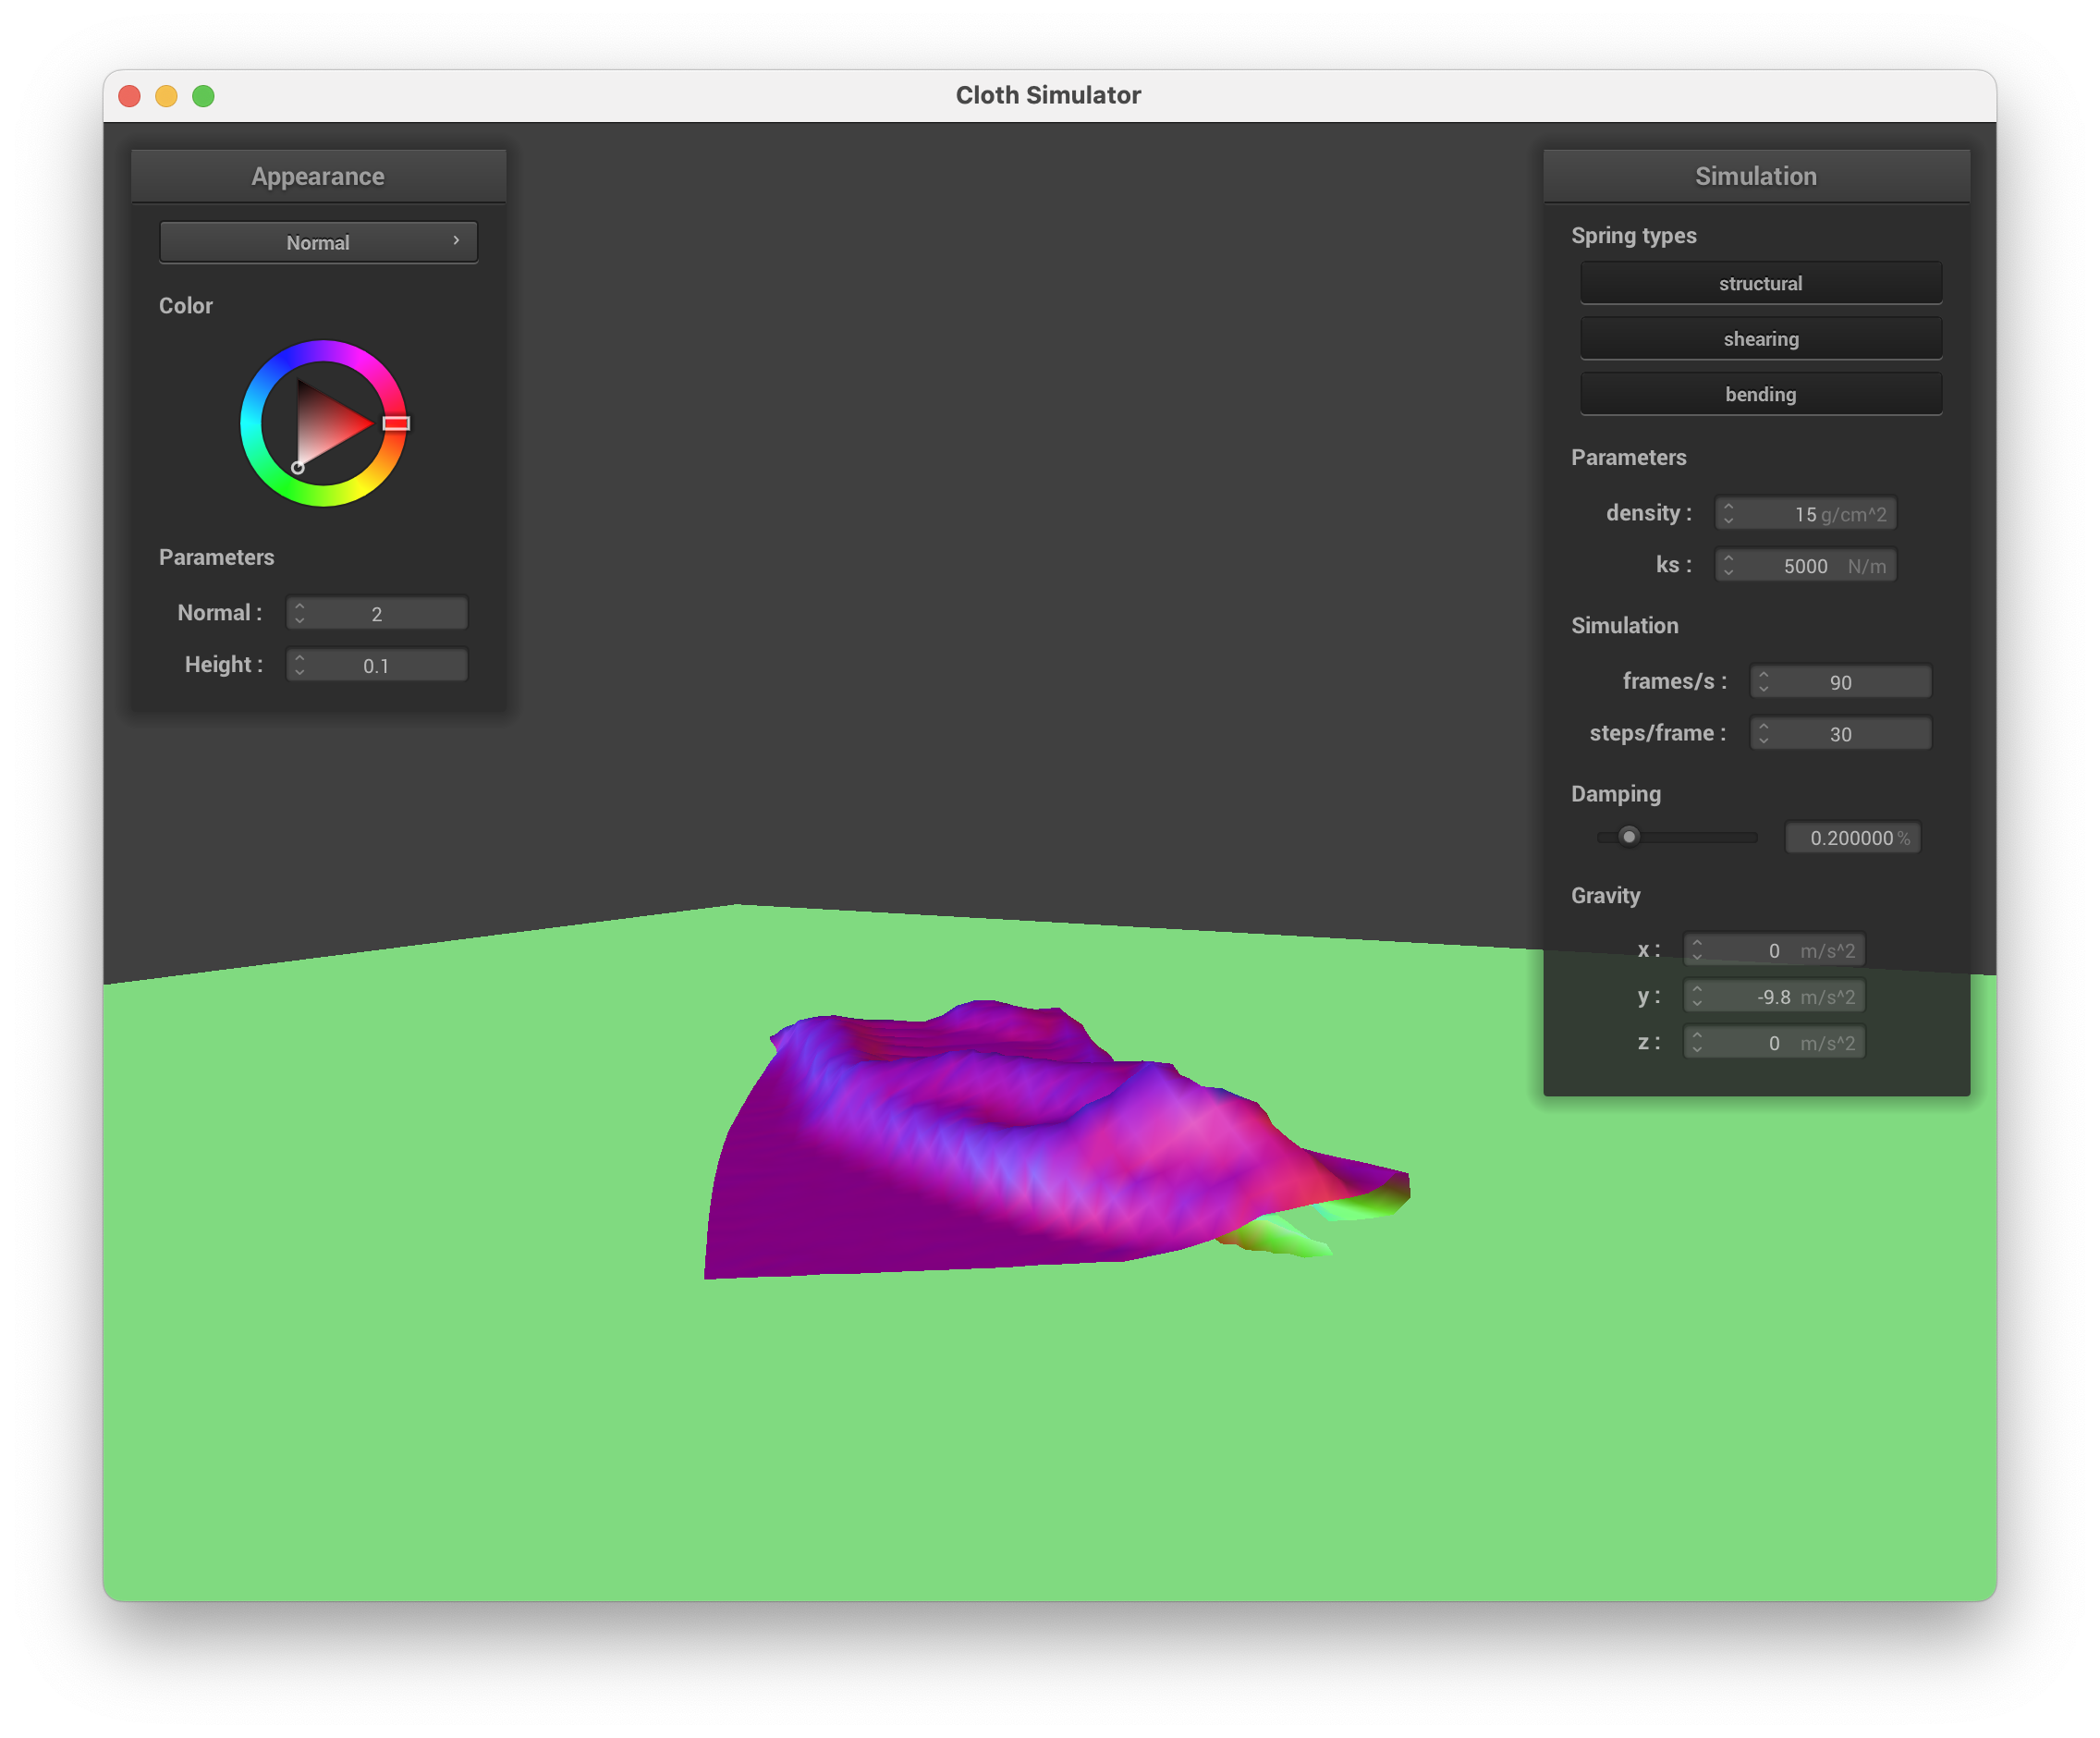 Cloth Simulator
Appearance
Normal
Color
Parameters
Normal : 2
Height : 0.1
Simulation
Spring types
structural
shearing
bending
Parameters
density : 15 g/cm^2
ks : 5000 N/m
Simulation
frames/s : 90
steps/frame : 30
Damping
0.200000 %
Gravity
x : 0 m/s^2
y : -9.8 m/s^2
z : 0 m/s^2